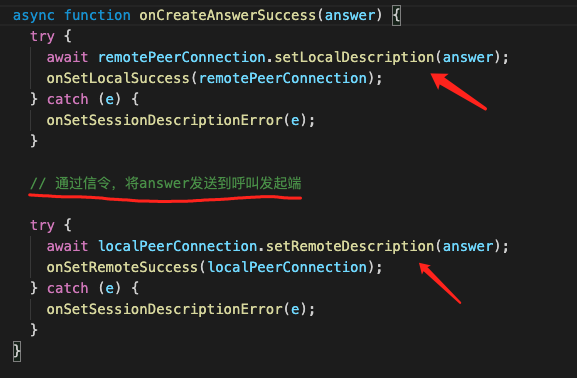 async function onCreateAnswerSuccess(answer) {
  try {
    await remotePeerConnection.setLocalDescription(answer);
    onSetLocalSuccess(remotePeerConnection);
  } catch (e) {
    onSetSessionDescriptionError(e);
  }
  // 通过信令，将answer发送到呼叫发起端
  try {
    await localPeerConnection.setRemoteDescription(answer);
    onSetRemoteSuccess(localPeerConnection);
  } catch (e) {
    onSetSessionDescriptionError(e);
  }
}